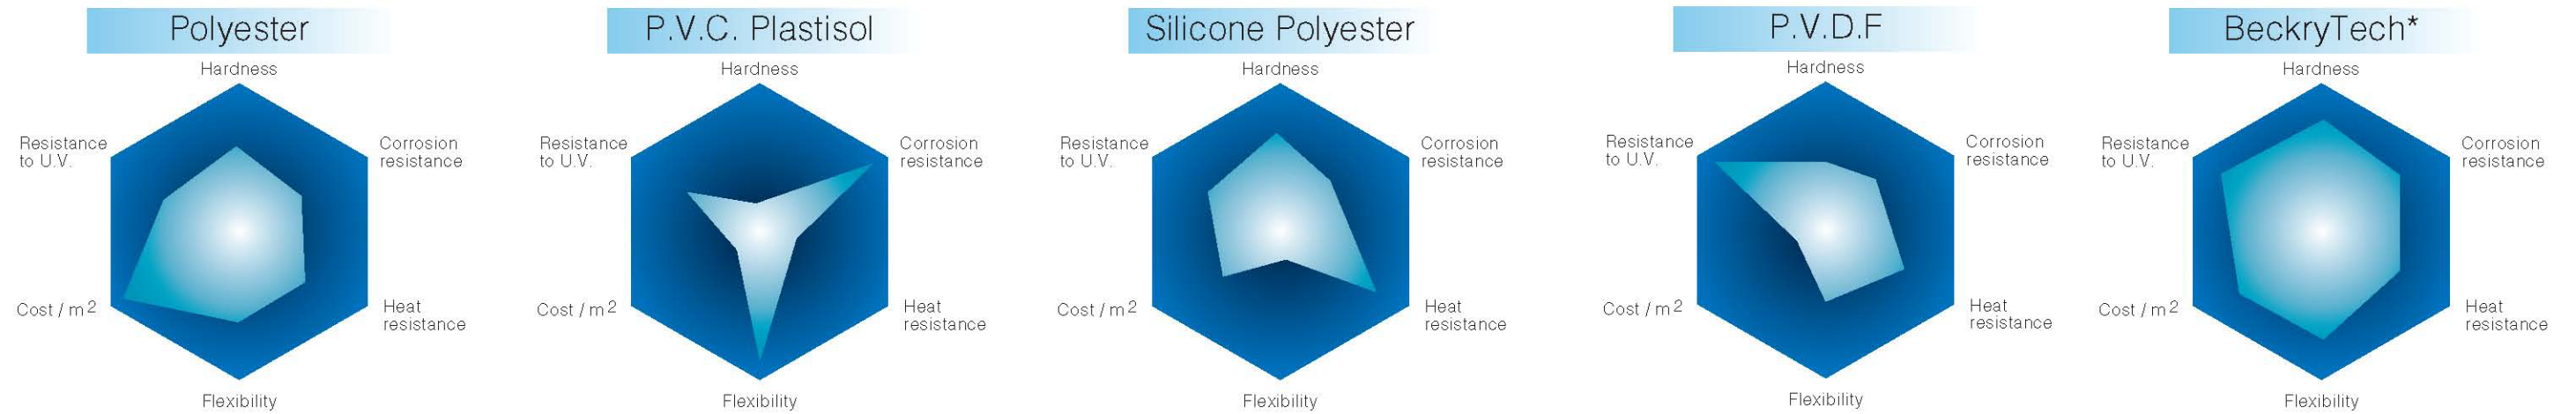 Polyester
Hardness
Resistance
to U.V.
Corrosion
resistance
Cost / m2
Heat
resistance
Flexibility
P.V.C. Plastisol
Hardness
Resistance
to U.V.
Corrosion
resistance
Cost / m2
Heat
resistance
Flexibility
Silicone Polyester
Hardness
Resistance
to U.V.
Corrosion
resistance
Cost / m2
Heat
resistance
Flexibility
P.V.D.F
Hardness
Resistance
to U.V.
Corrosion
resistance
Cost / m2
Heat
resistance
Flexibility
BeckryTech*
Hardness
Resistance
to U.V.
Corrosion
resistance
Cost / m2
Heat
resistance
Flexibility